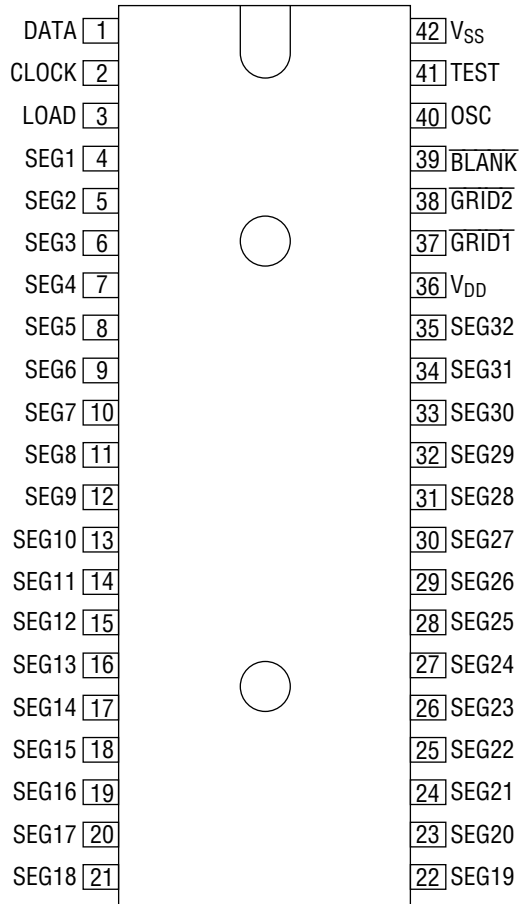 DATA 1 42 VSS
CLOCK 2 41 TEST
LOAD 3 40 OSC
SEG1 4 39 B̅L̅A̅N̅K̅
SEG2 5 38 G̅R̅I̅D̅2̅
SEG3 6 37 G̅R̅I̅D̅1̅
SEG4 7 36 VDD
SEG5 8 35 SEG32
SEG6 9 34 SEG31
SEG7 10 33 SEG30
SEG8 11 32 SEG29
SEG9 12 31 SEG28
SEG10 13 30 SEG27
SEG11 14 29 SEG26
SEG12 15 28 SEG25
SEG13 16 27 SEG24
SEG14 17 26 SEG23
SEG15 18 25 SEG22
SEG16 19 24 SEG21
SEG17 20 23 SEG20
SEG18 21 22 SEG19